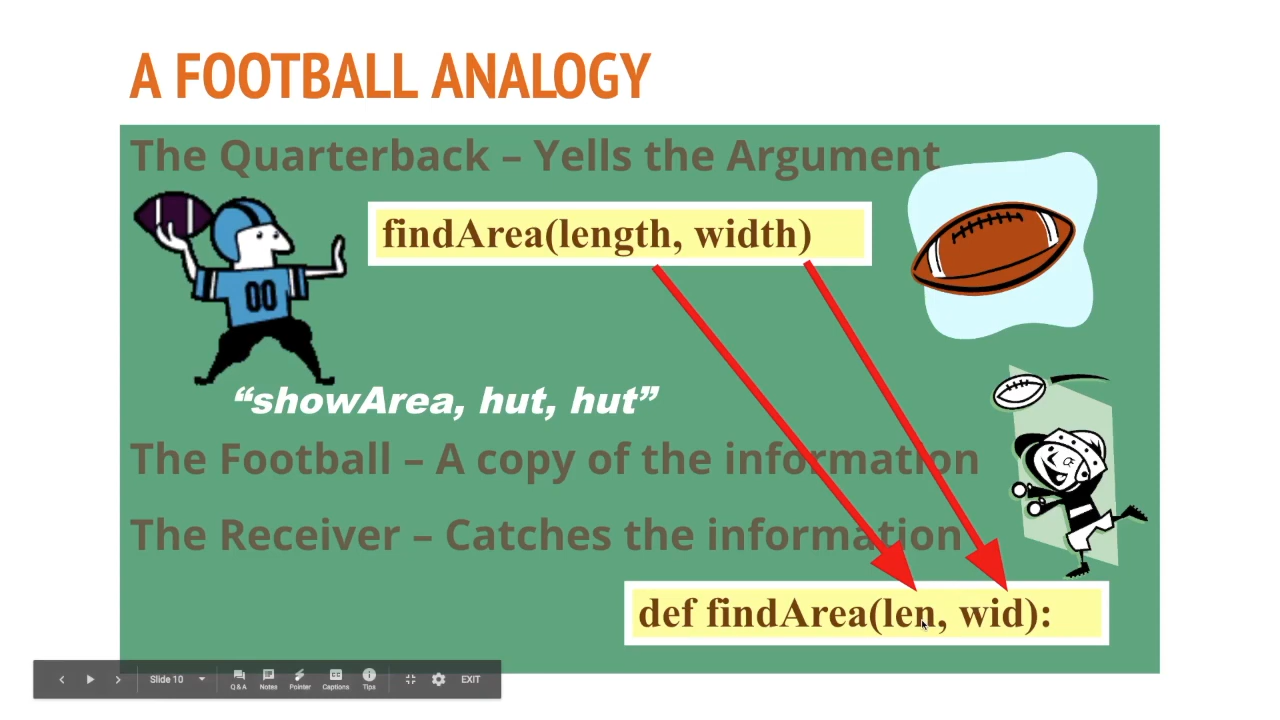 A FOOTBALL ANALOGY
The Quarterback – Yells the Argument
findArea(length, width)
00
“showArea, hut, hut”
The Football – A copy of the information
The Receiver – Catches the information
def findArea(len, wid):
Slide 10
Q&A
Notes
Pointer
Captions
Tips
EXIT